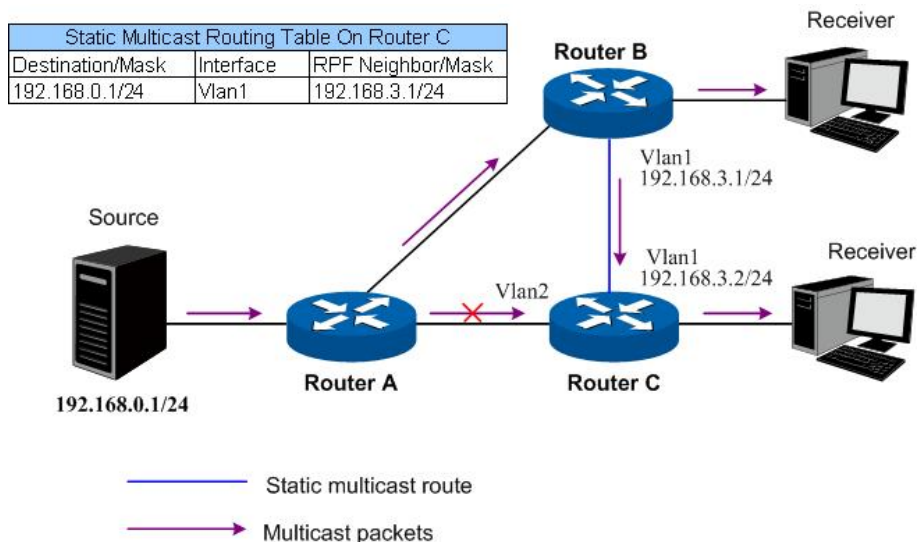 Static Multicast Routing Table On Router C
Destination/Mask Interface RPF Neighbor/Mask
192.168.0.1/24 Vlan1 192.168.3.1/24
Receiver
Router B
Vlan1
192.168.3.1/24
Source
Receiver
Vlan1
192.168.3.2/24
Vlan2
Router A
Router C
192.168.0.1/24
Static multicast route
Multicast packets